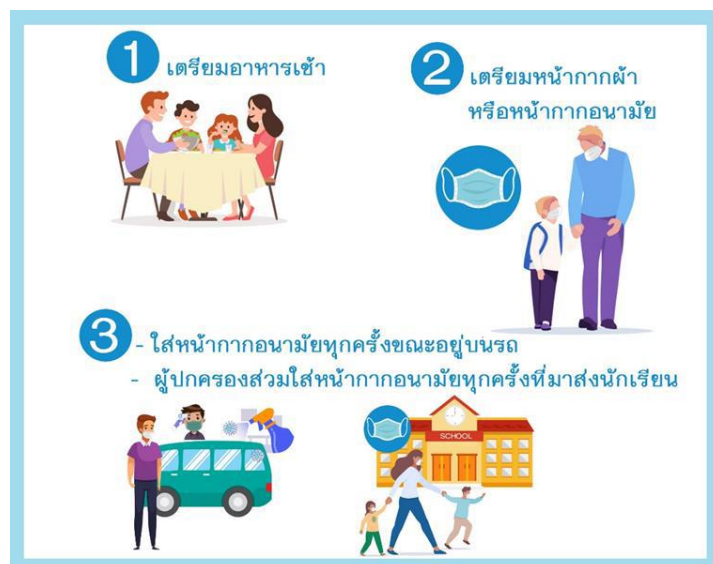 1 เตรียมอาหารเช้า
2 เตรียมหน้ากากผ้า
หรือหน้ากากอนามัย
3 - ใส่หน้ากากอนามัยทุกครั้งขณะอยู่บนรถ
- ผู้ปกครองส่วมใส่หน้ากากอนามัยทุกครั้งที่มาส่งนักเรียน
SCHOOL